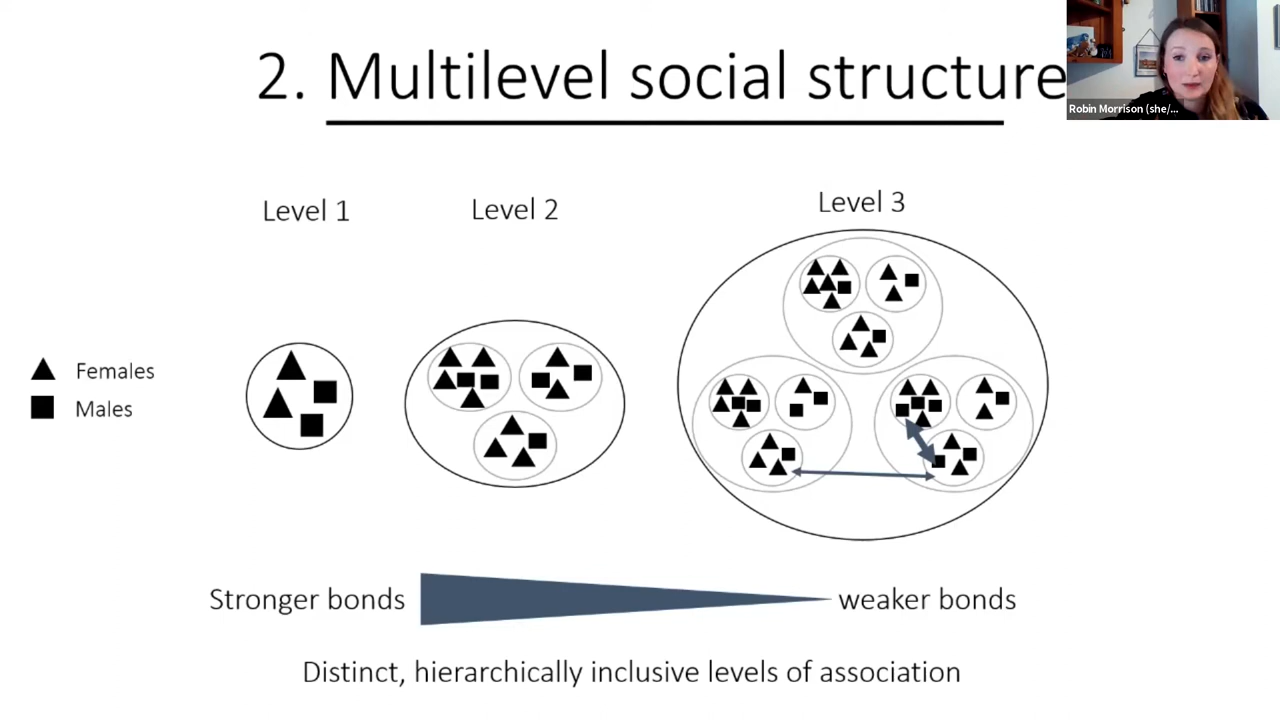 2. Multilevel social structure
Robin Morrison (she/...
Level 1
Level 2
Level 3
Females
Males
Stronger bonds
weaker bonds
Distinct, hierarchically inclusive levels of association